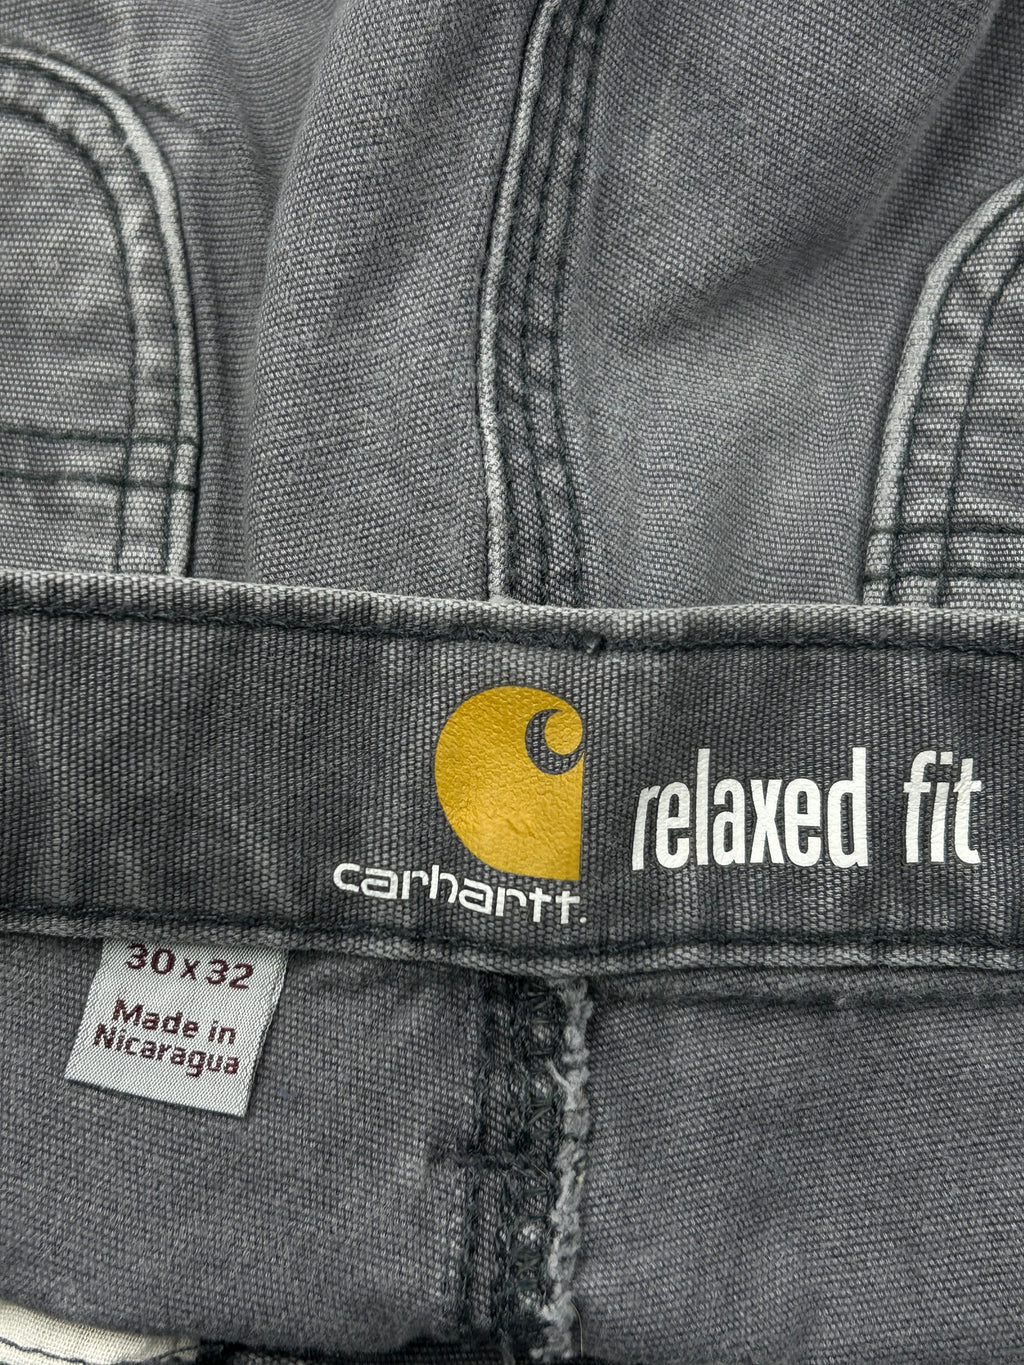 carhartt.
relaxed fit
30 x 32
Made in
Nicaragua